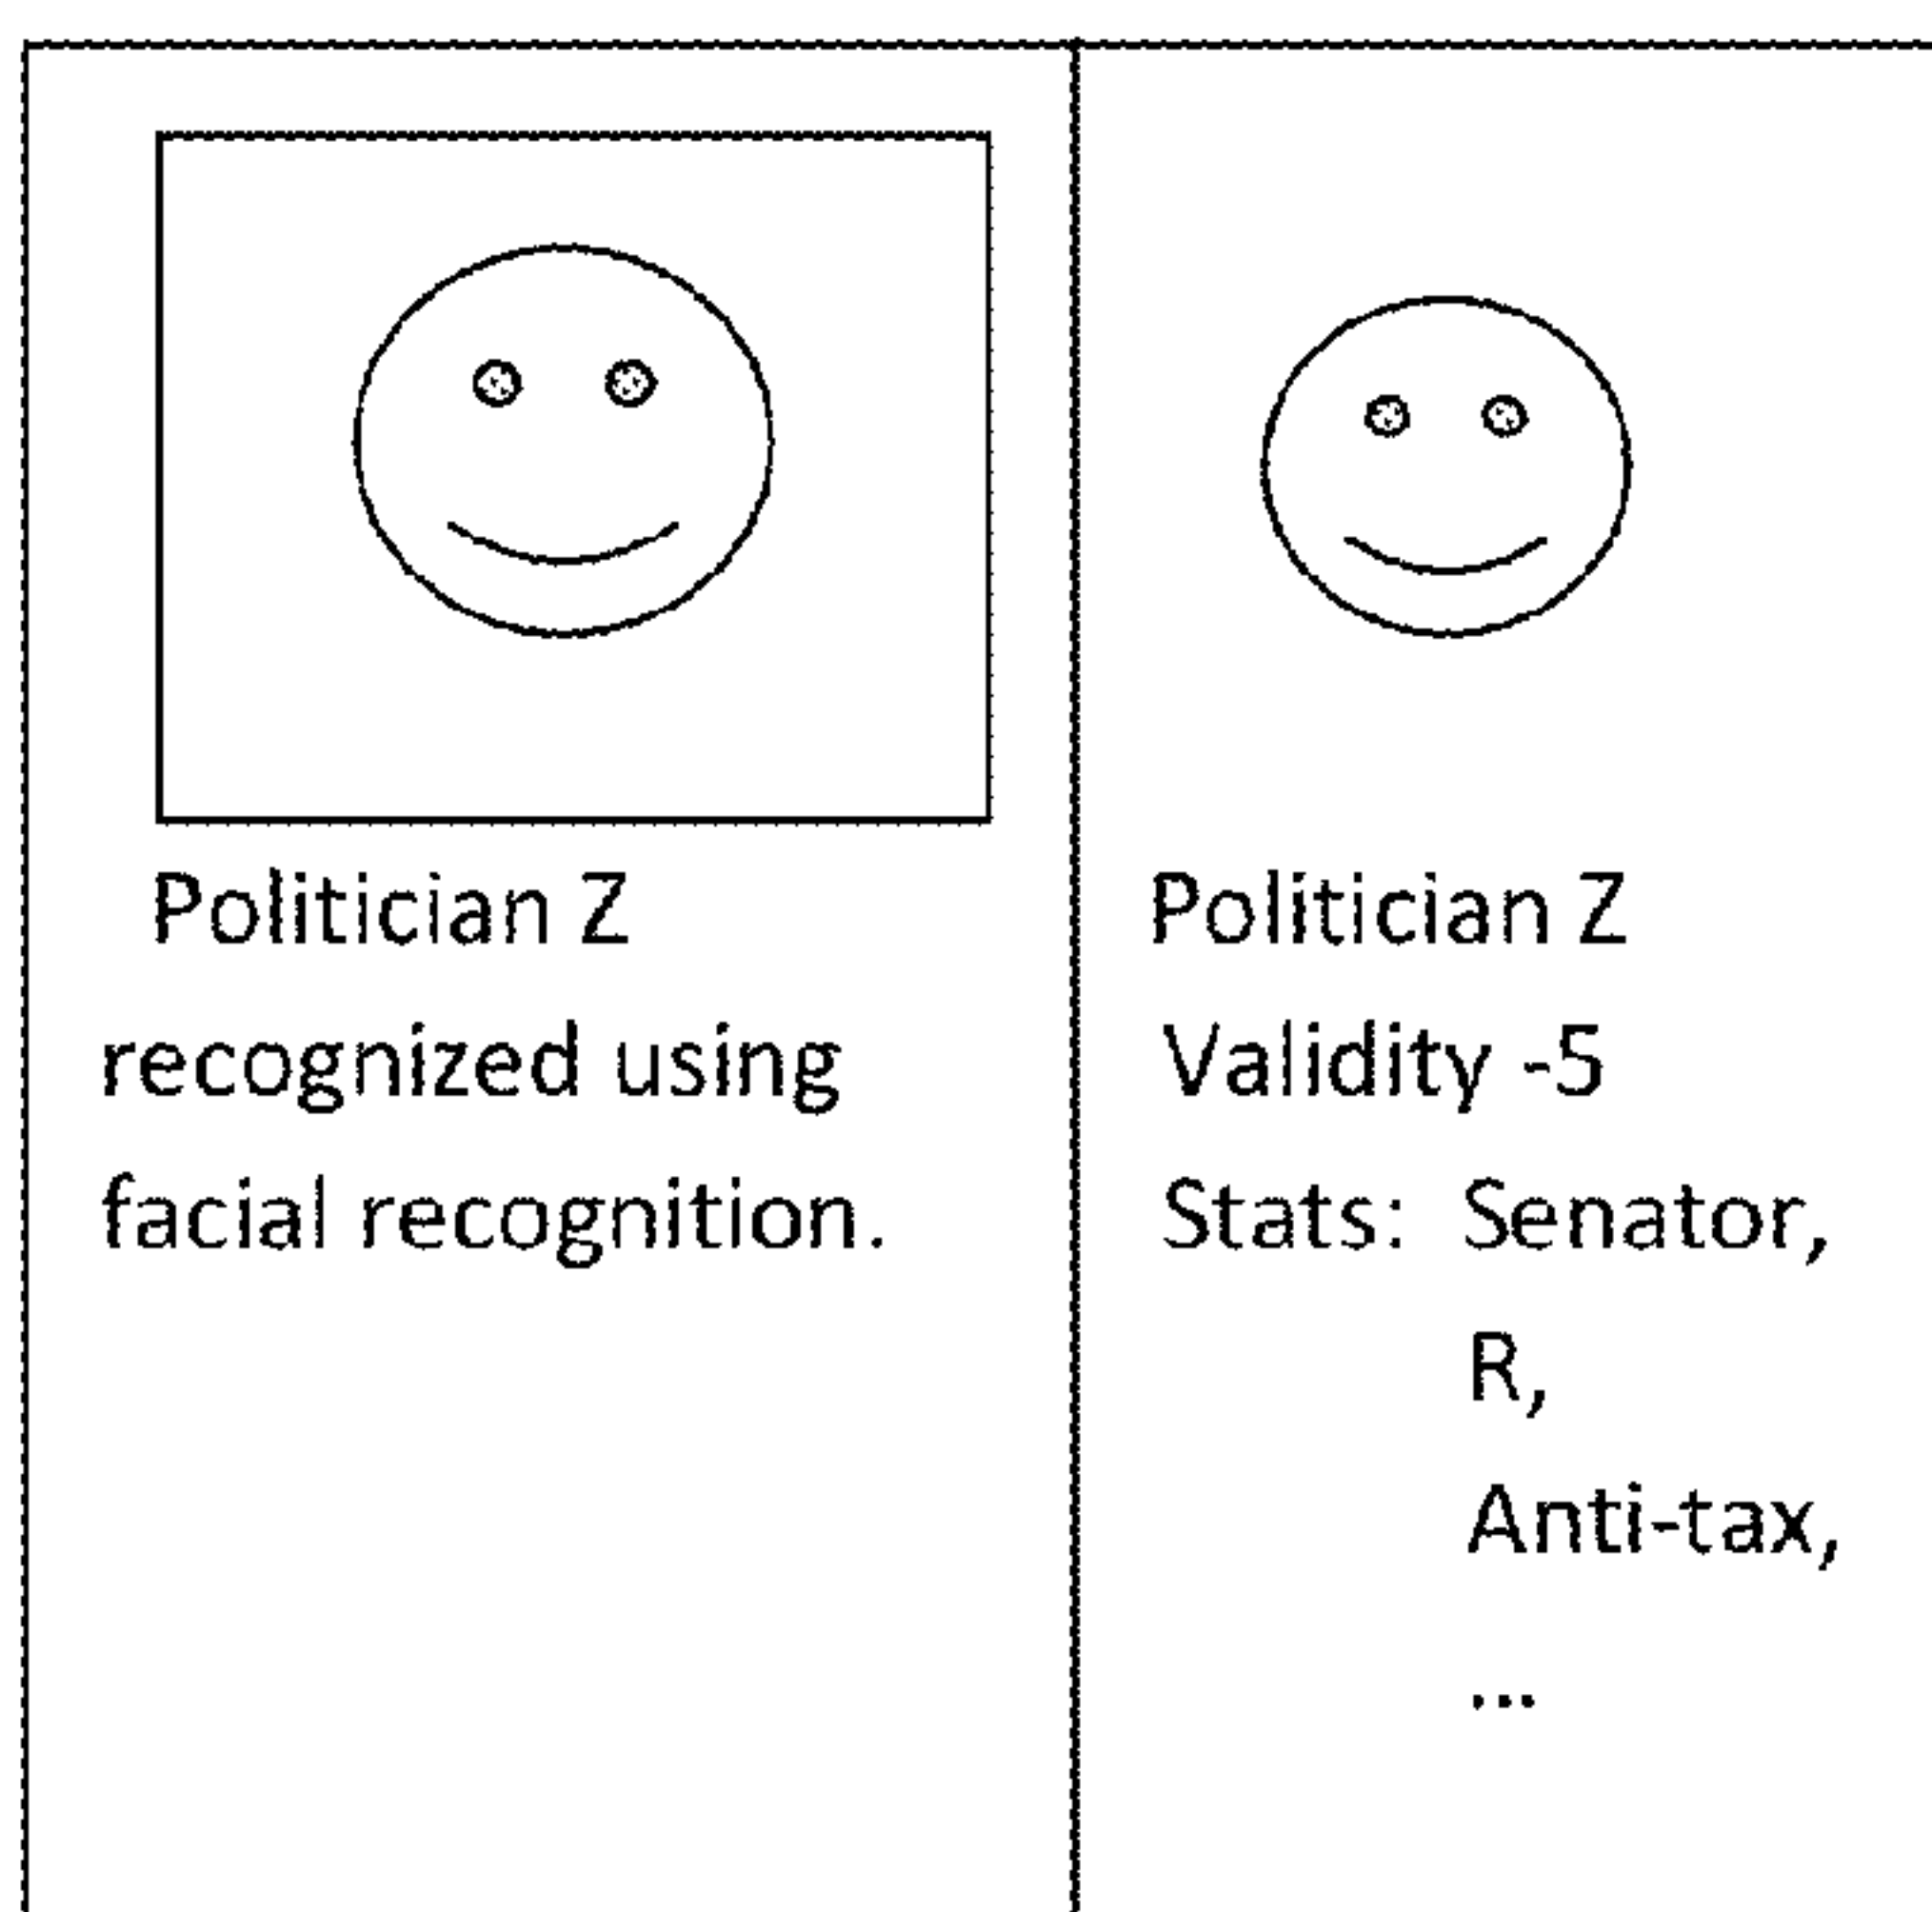 Politician Z
recognized using
facial recognition.
Politician Z
Validity -5
Stats: Senator,
R,
Anti-tax,
...